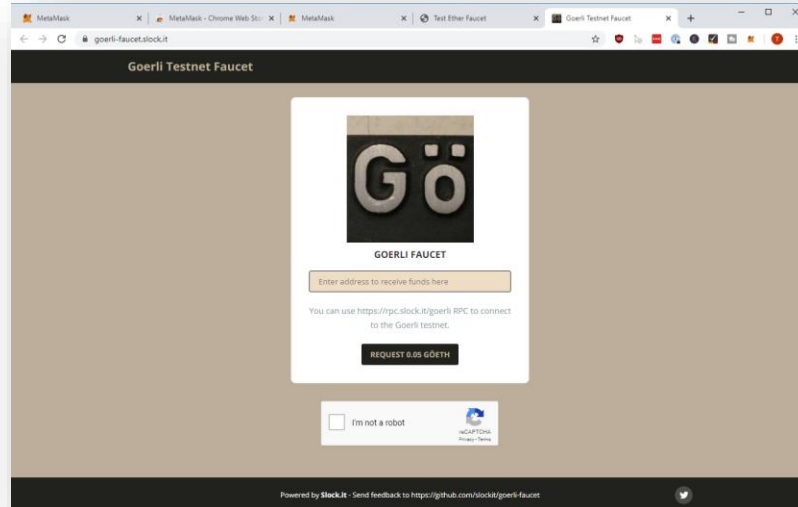 MetaMask
MetaMask - Chrome Web Sto
MetaMask
Test Ether Faucet
Goerli Testnet Faucet
goerli-faucet.slock.it
Goerli Testnet Faucet
Gö
GOERLI FAUCET
Enter address to receive funds here
You can use https://rpc.slock.it/goerli RPC to connect
to the Goerli testnet.
REQUEST 0.05 GÖETH
I'm not a robot
reCAPTCHA
Privacy - Terms
Powered by Slock.it - Send feedback to https://github.com/slockit/goerli-faucet